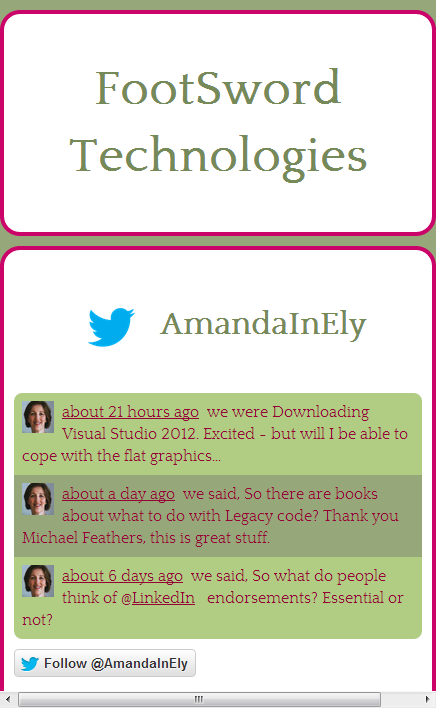 FootSword
Technologies
AmandaInEly
about 21 hours ago we were Downloading
Visual Studio 2012. Excited - but will I be able to
cope with the flat graphics...
about a day ago we said, So there are books
about what to do with Legacy code? Thank you
Michael Feathers, this is great stuff.
about 6 days ago we said, So what do people
think of @LinkedIn endorsements? Essential or
not?
Follow @AmandaInEly